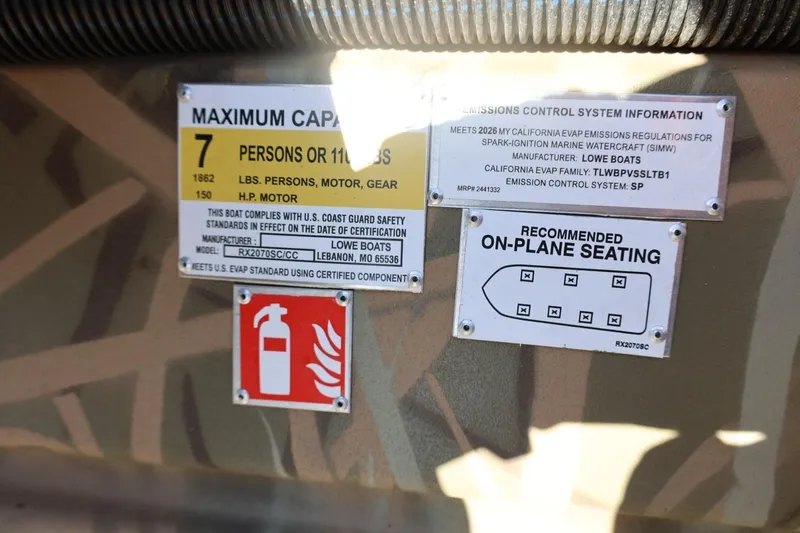 MAXIMUM CAPA
7 PERSONS OR 110 LBS
1862 LBS. PERSONS, MOTOR, GEAR
150 H.P. MOTOR
THIS BOAT COMPLIES WITH U.S. COAST GUARD SAFETY
STANDARDS IN EFFECT ON THE DATE OF CERTIFICATION
MANUFACTURER: LOWE BOATS
MODEL: RX2070SC/CC LEBANON, MO 65536
MEETS U.S. EVAP STANDARD USING CERTIFIED COMPONENT
EMISSIONS CONTROL SYSTEM INFORMATION
MEETS 2026 MY CALIFORNIA EVAP EMISSIONS REGULATIONS FOR
SPARK-IGNITION MARINE WATERCRAFT (SIMW)
MANUFACTURER: LOWE BOATS
CALIFORNIA EVAP FAMILY: TLWBPVSSLTB1
EMISSION CONTROL SYSTEM: SP
MRP# 2441332
RECOMMENDED
ON-PLANE SEATING
RX2070SC